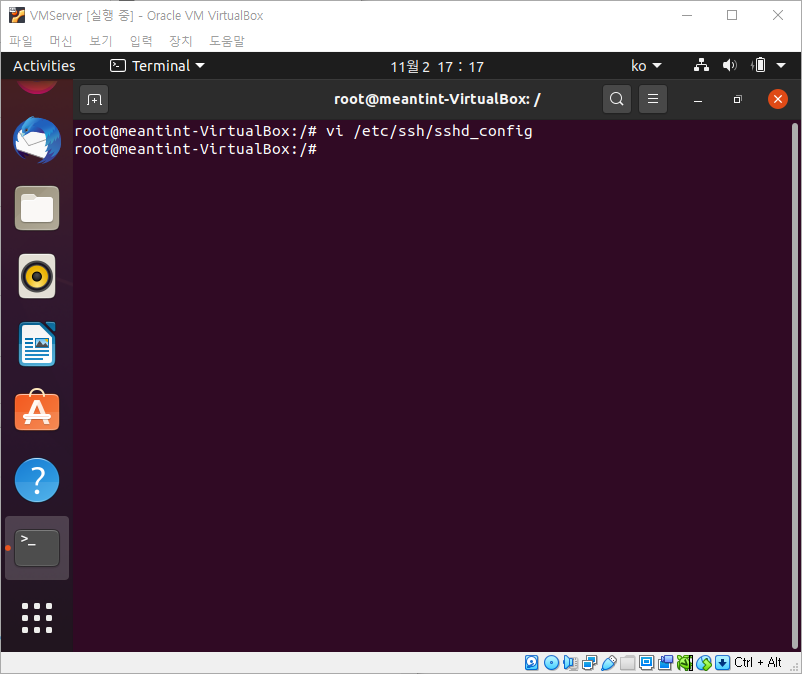 VMServer [실행 중] - Oracle VM VirtualBox
파일 머신 보기 입력 장치 도움말
Activities Terminal 11월 2 17 : 17 ko
root@meantint-VirtualBox: /
root@meantint-VirtualBox:/# vi /etc/ssh/sshd_config
root@meantint-VirtualBox:/#
?
>_
Ctrl + Alt